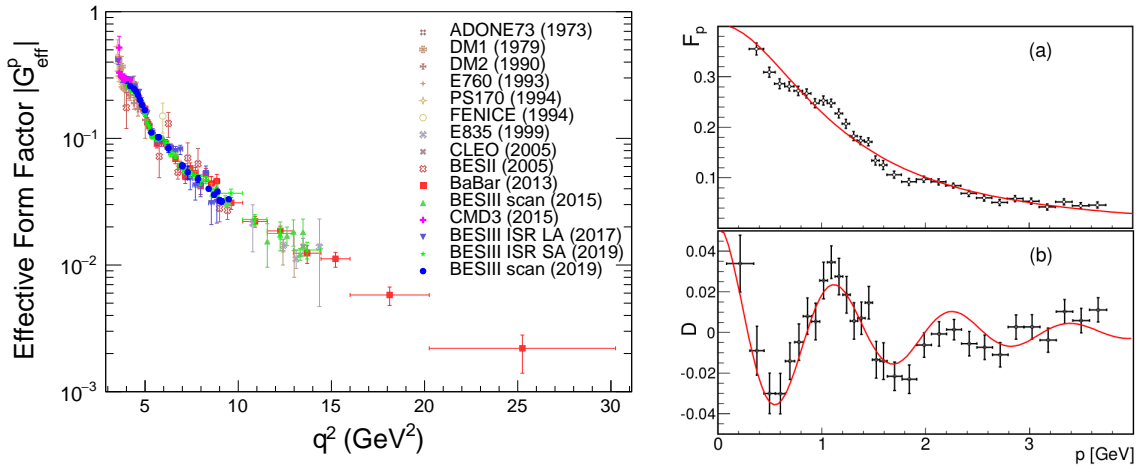 Effective Form Factor |G^p_eff|
1
10^−1
10^−2
10^−3
5 10 15 20 25 30
q^2 (GeV^2)
ADONE73 (1973)
DM1 (1979)
DM2 (1990)
E760 (1993)
PS170 (1994)
FENICE (1994)
E835 (1999)
CLEO (2005)
BESII (2005)
BaBar (2013)
BESIII scan (2015)
CMD3 (2015)
BESIII ISR LA (2017)
BESIII ISR SA (2019)
BESIII scan (2019)
F_p
(a)
0.3
0.2
0.1
D
(b)
0.04
0.02
0
-0.02
-0.04
0 1 2 3
p [GeV]